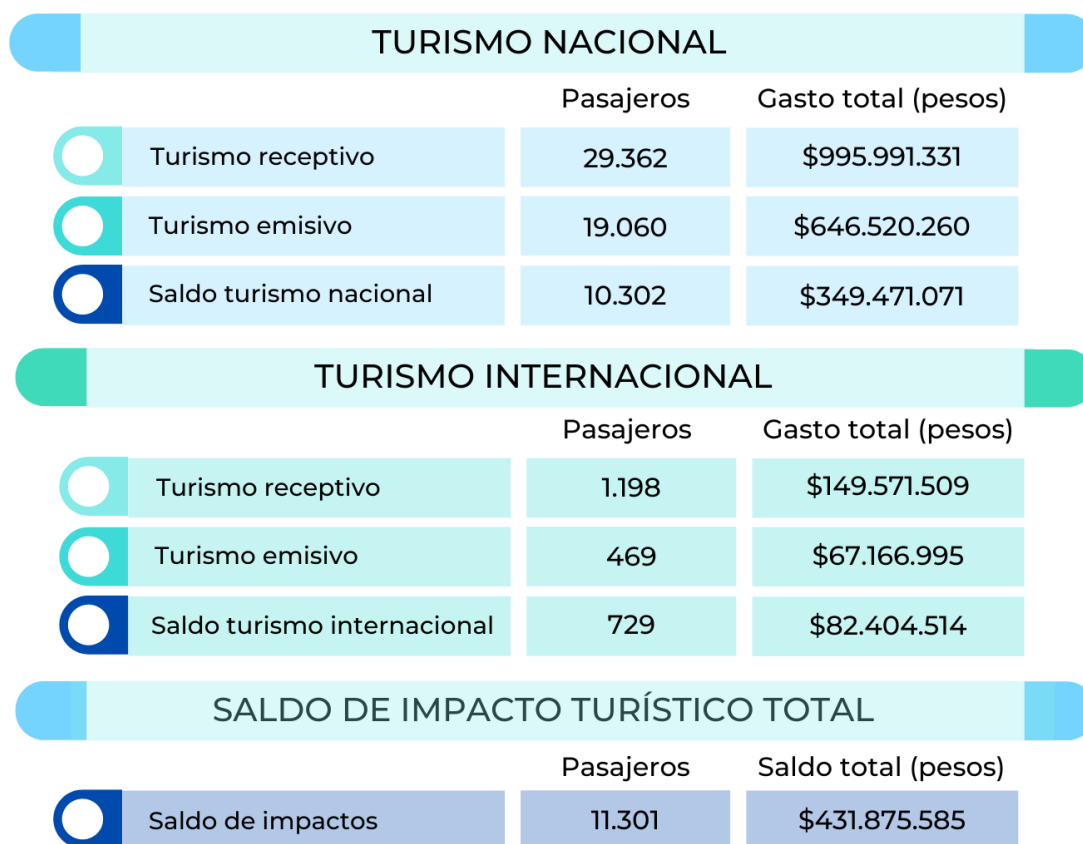 TURISMO NACIONAL
Pasajeros Gasto total (pesos)
Turismo receptivo 29.362 $995.991.331
Turismo emisivo 19.060 $646.520.260
Saldo turismo nacional 10.302 $349.471.071
TURISMO INTERNACIONAL
Pasajeros Gasto total (pesos)
Turismo receptivo 1.198 $149.571.509
Turismo emisivo 469 $67.166.995
Saldo turismo internacional 729 $82.404.514
SALDO DE IMPACTO TURÍSTICO TOTAL
Pasajeros Saldo total (pesos)
Saldo de impactos 11.301 $431.875.585